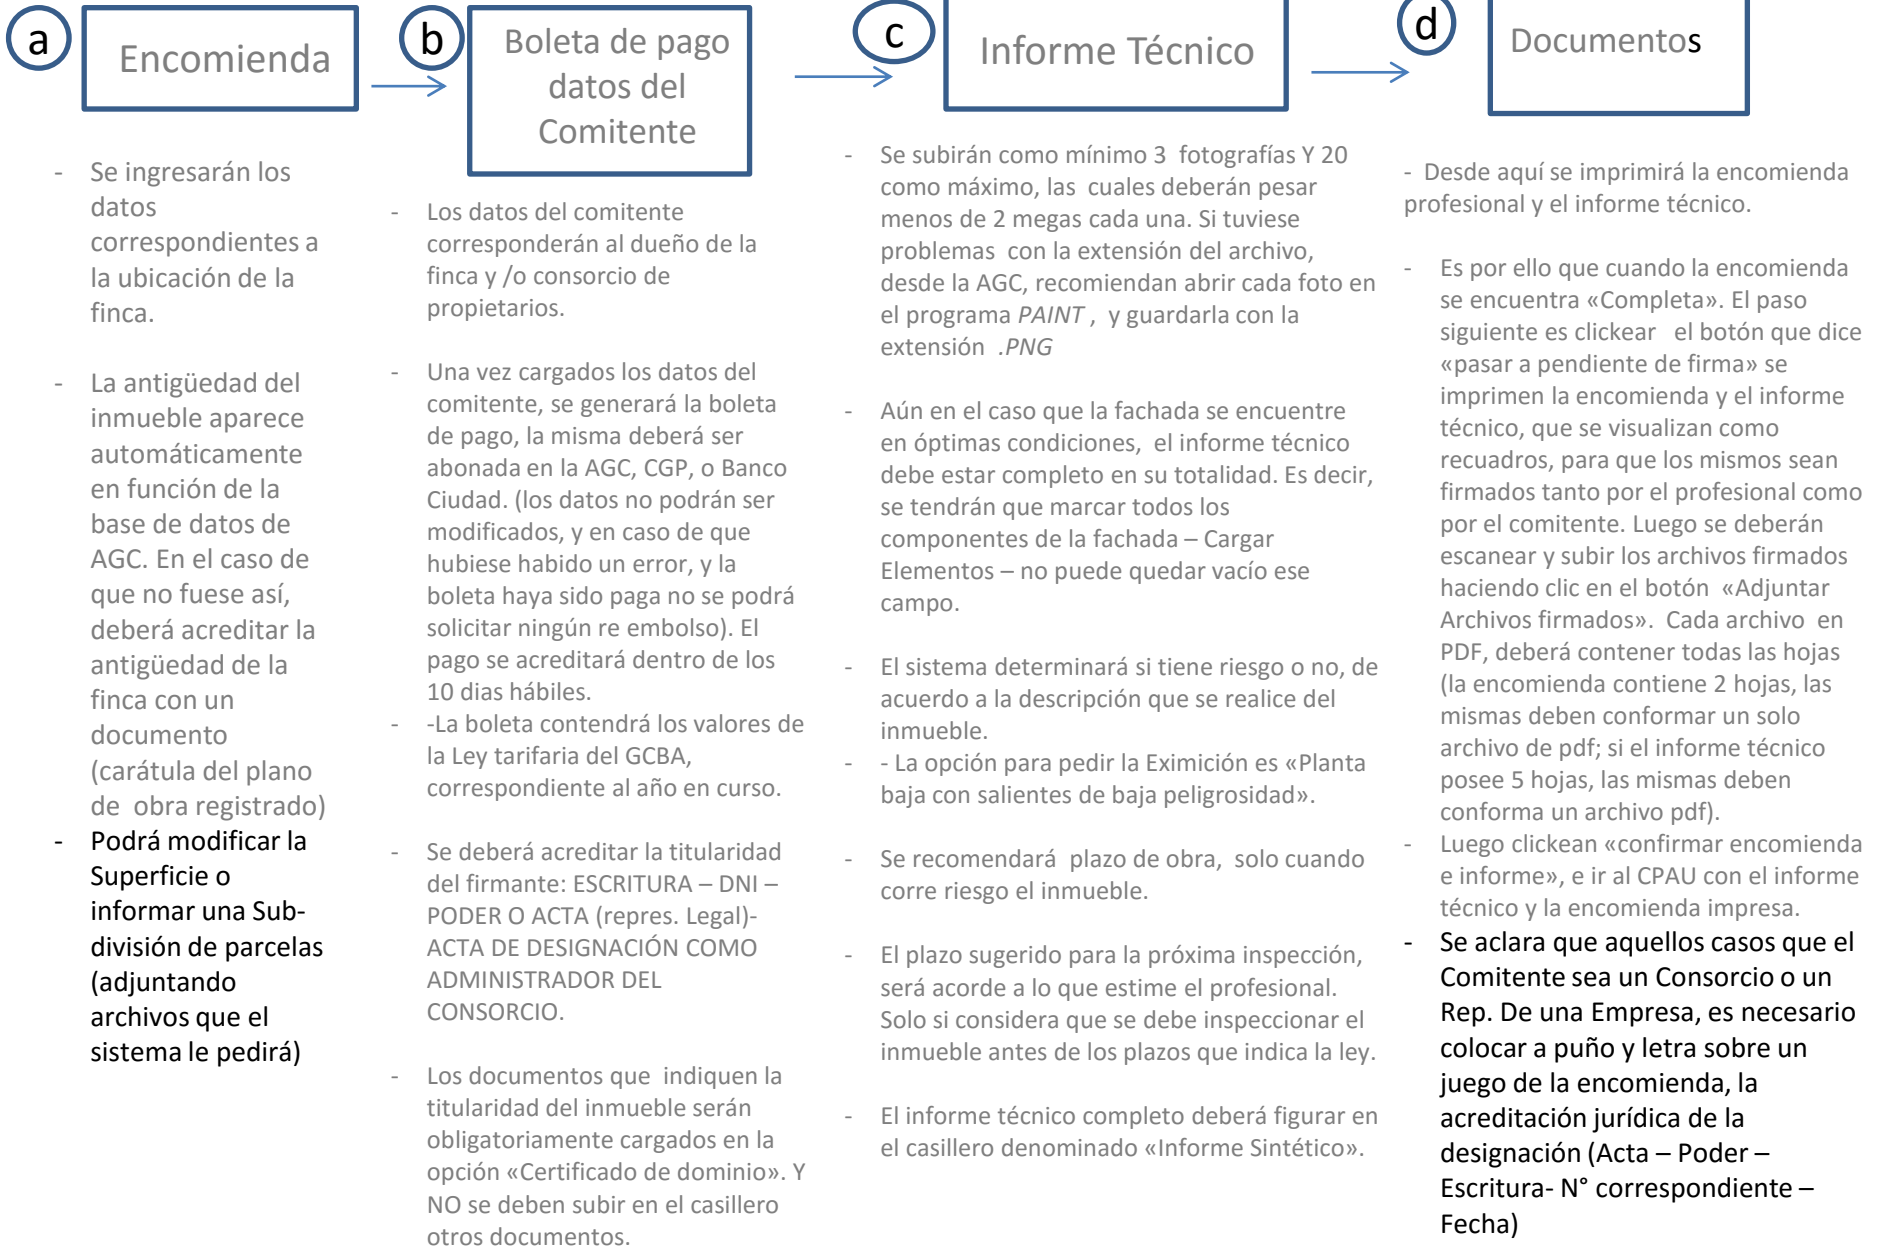 a
Encomienda
- Se ingresarán los
datos
correspondientes a
la ubicación de la
finca.
- La antigüedad del
inmueble aparece
automáticamente
en función de la
base de datos de
AGC. En el caso de
que no fuese así,
deberá acreditar la
antigüedad de la
finca con un
documento
(carátula del plano
de obra registrado)
- Podrá modificar la
Superficie o
informar una Sub-
división de parcelas
(adjuntando
archivos que el
sistema le pedirá)
b
Boleta de pago
datos del
Comitente
- Los datos del comitente
corresponderán al dueño de la
finca y /o consorcio de
propietarios.
- Una vez cargados los datos del
comitente, se generará la boleta
de pago, la misma deberá ser
abonada en la AGC, CGP, o Banco
Ciudad. (los datos no podrán ser
modificados, y en caso de que
hubiese habido un error, y la
boleta haya sido paga no se podrá
solicitar ningún re embolso). El
pago se acreditará dentro de los
10 dias hábiles.
- -La boleta contendrá los valores de
la Ley tarifaria del GCBA,
correspondiente al año en curso.
- Se deberá acreditar la titularidad
del firmante: ESCRITURA – DNI –
PODER O ACTA (repres. Legal)-
ACTA DE DESIGNACIÓN COMO
ADMINISTRADOR DEL
CONSORCIO.
- Los documentos que indiquen la
titularidad del inmueble serán
obligatoriamente cargados en la
opción «Certificado de dominio». Y
NO se deben subir en el casillero
otros documentos.
c
Informe Técnico
- Se subirán como mínimo 3 fotografías Y 20
como máximo, las cuales deberán pesar
menos de 2 megas cada una. Si tuviese
problemas con la extensión del archivo,
desde la AGC, recomiendan abrir cada foto en
el programa PAINT , y guardarla con la
extensión .PNG
- Aún en el caso que la fachada se encuentre
en óptimas condiciones, el informe técnico
debe estar completo en su totalidad. Es decir,
se tendrán que marcar todos los
componentes de la fachada – Cargar
Elementos – no puede quedar vacío ese
campo.
- El sistema determinará si tiene riesgo o no, de
acuerdo a la descripción que se realice del
inmueble.
- - La opción para pedir la Eximición es «Planta
baja con salientes de baja peligrosidad».
- Se recomendará plazo de obra, solo cuando
corre riesgo el inmueble.
- El plazo sugerido para la próxima inspección,
será acorde a lo que estime el profesional.
Solo si considera que se debe inspeccionar el
inmueble antes de los plazos que indica la ley.
- El informe técnico completo deberá figurar en
el casillero denominado «Informe Sintético».
d
Documentos
- Desde aquí se imprimirá la encomienda
profesional y el informe técnico.
- Es por ello que cuando la encomienda
se encuentra «Completa». El paso
siguiente es clickear el botón que dice
«pasar a pendiente de firma» se
imprimen la encomienda y el informe
técnico, que se visualizan como
recuadros, para que los mismos sean
firmados tanto por el profesional como
por el comitente. Luego se deberán
escanear y subir los archivos firmados
haciendo clic en el botón «Adjuntar
Archivos firmados». Cada archivo en
PDF, deberá contener todas las hojas
(la encomienda contiene 2 hojas, las
mismas deben conformar un solo
archivo de pdf; si el informe técnico
posee 5 hojas, las mismas deben
conforma un archivo pdf).
- Luego clickean «confirmar encomienda
e informe», e ir al CPAU con el informe
técnico y la encomienda impresa.
- Se aclara que aquellos casos que el
Comitente sea un Consorcio o un
Rep. De una Empresa, es necesario
colocar a puño y letra sobre un
juego de la encomienda, la
acreditación jurídica de la
designación (Acta – Poder –
Escritura- N° correspondiente –
Fecha)